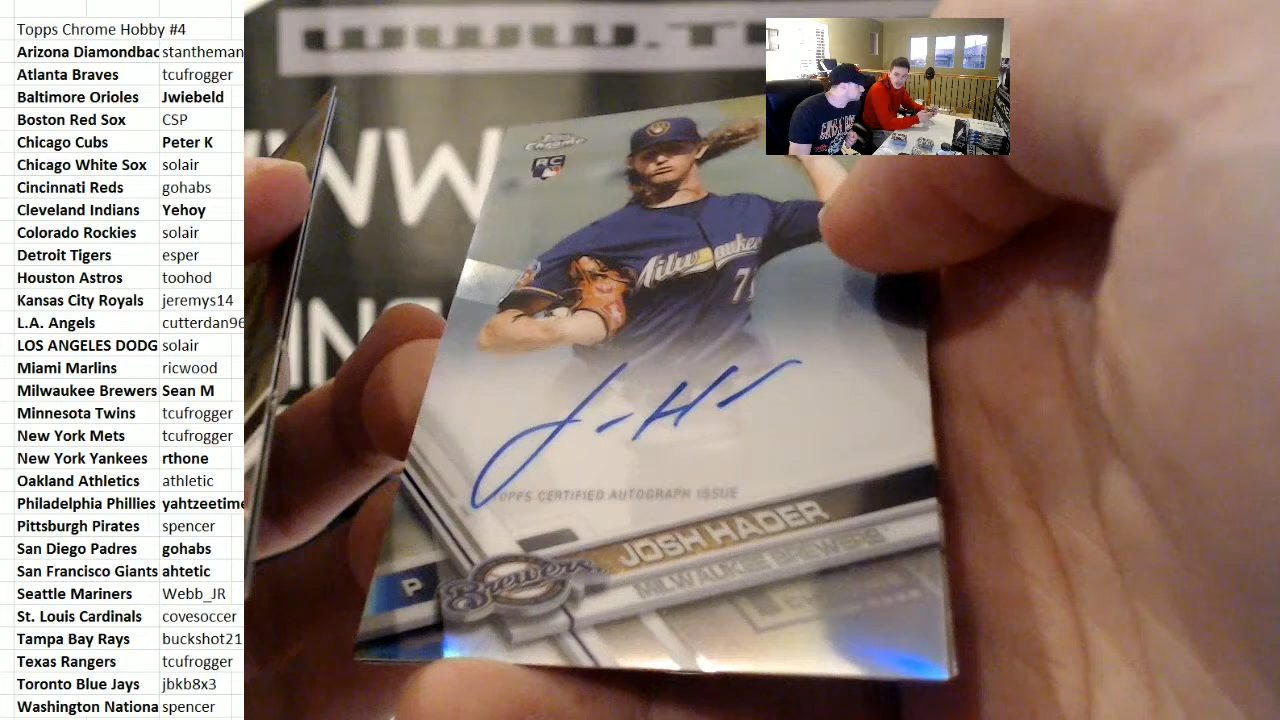 Topps Chrome Hobby #4
Arizona Diamondbac stantheman
Atlanta Braves tcufrogger
Baltimore Orioles Jwiebeld
Boston Red Sox CSP
Chicago Cubs Peter K
Chicago White Sox solair
Cincinnati Reds gohabs
Cleveland Indians Yehoy
Colorado Rockies solair
Detroit Tigers esper
Houston Astros toohod
Kansas City Royals jeremys14
L.A. Angels cutterdan96
LOS ANGELES DODG solair
Miami Marlins ricwood
Milwaukee Brewers Sean M
Minnesota Twins tcufrogger
New York Mets tcufrogger
New York Yankees rthone
Oakland Athletics athletic
Philadelphia Phillies yahtzeetime
Pittsburgh Pirates spencer
San Diego Padres gohabs
San Francisco Giants ahtetic
Seattle Mariners Webb_JR
St. Louis Cardinals covesoccer
Tampa Bay Rays buckshot21
Texas Rangers tcufrogger
Toronto Blue Jays jbkb8x3
Washington Nationa spencer
WWW.T
Topps Chrome
RC
Milwaukee
71
TOPPS CERTIFIED AUTOGRAPH ISSUE
JOSH HADER
MILWAUKEE BREWERS
Brewers
P